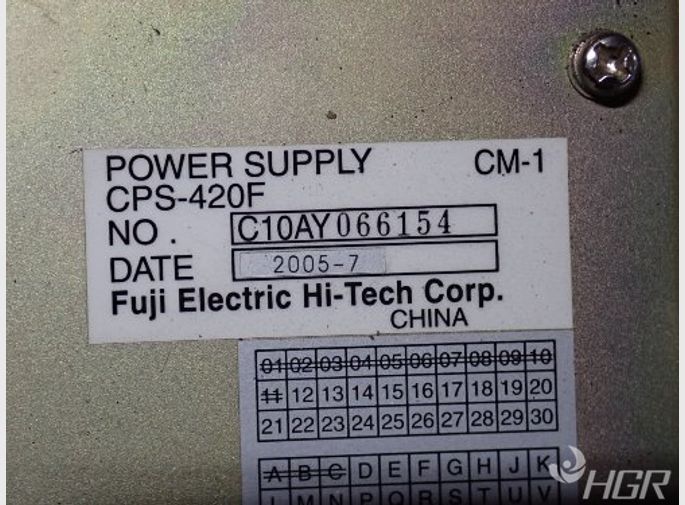 POWER SUPPLY CM-1
CPS-420F
NO. C10AY066154
DATE 2005-7
Fuji Electric Hi-Tech Corp.
CHINA
01 02 03 04 05 06 07 08 09 10
11 12 13 14 15 16 17 18 19 20
21 22 23 24 25 26 27 28 29 30
A B C D E F G H J K
L M N P Q R S T U V
HGR